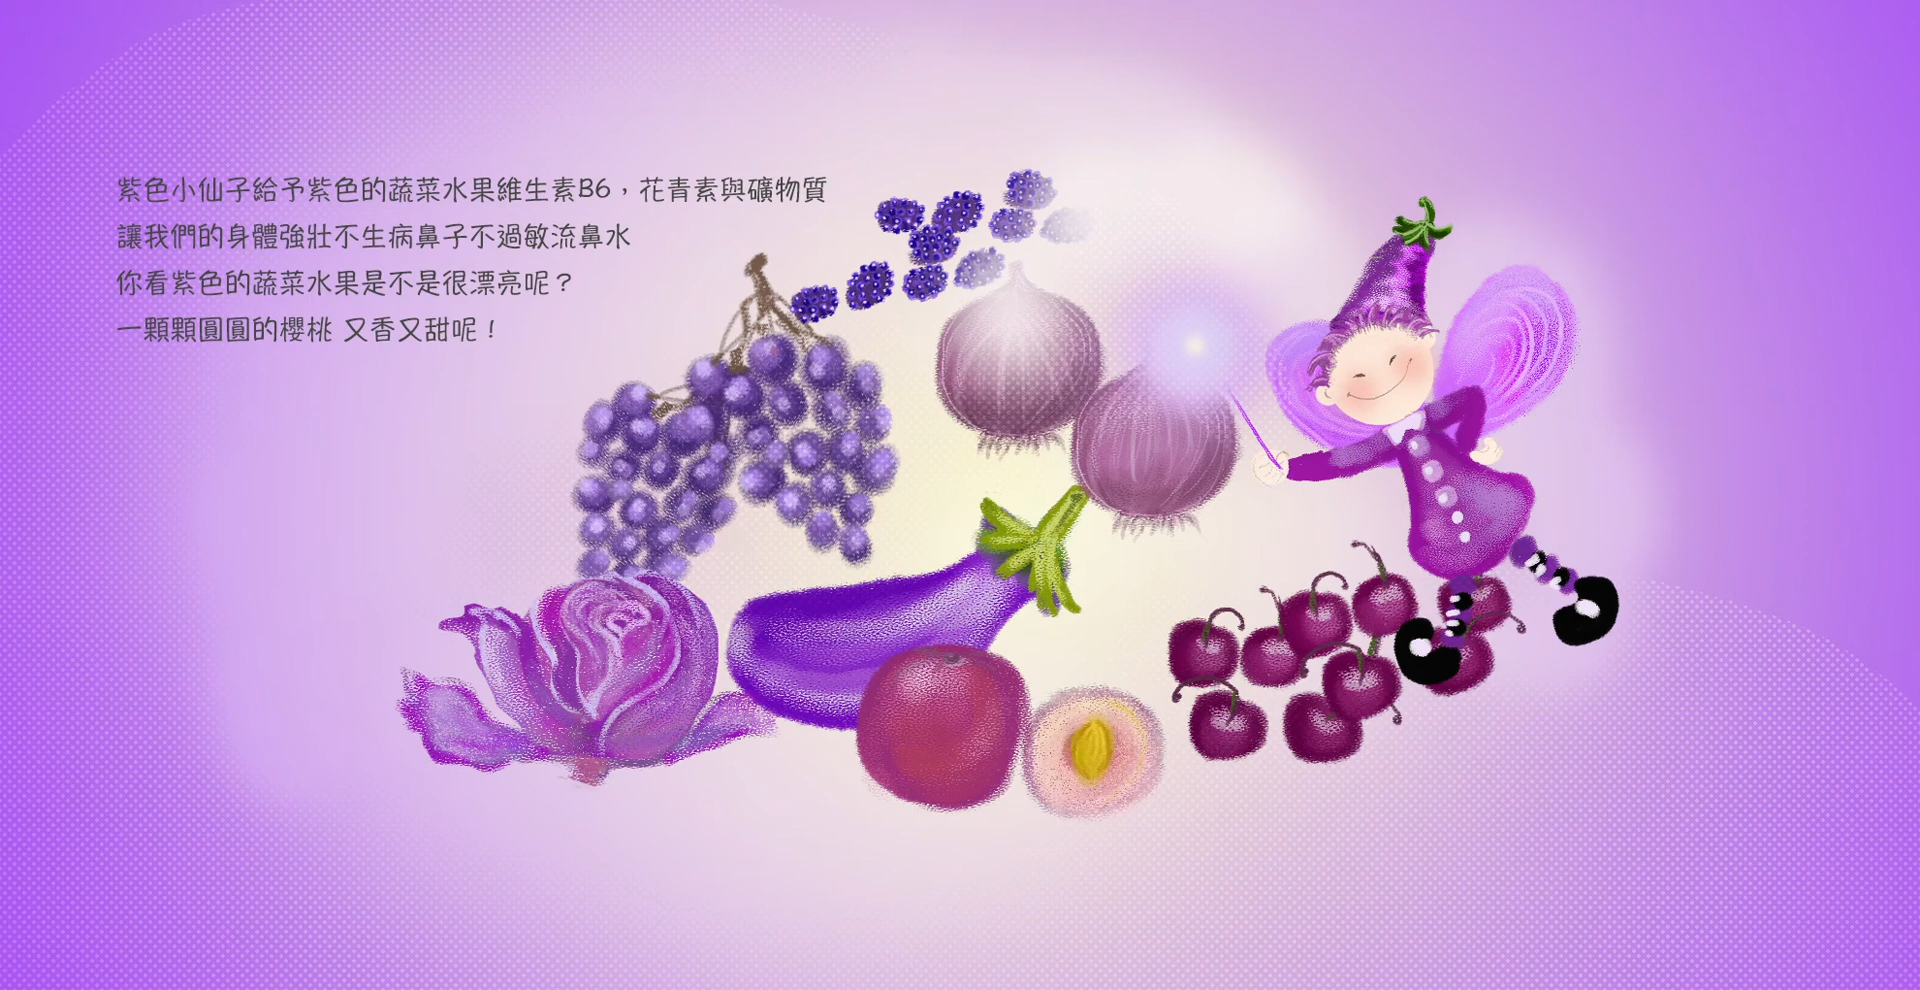 紫色小仙子給予紫色的蔬菜水果維生素B6，花青素與礦物質
讓我們的身體強壯不生病鼻子不過敏流鼻水
你看紫色的蔬菜水果是不是很漂亮呢？
一顆顆圓圓的櫻桃 又香又甜呢！